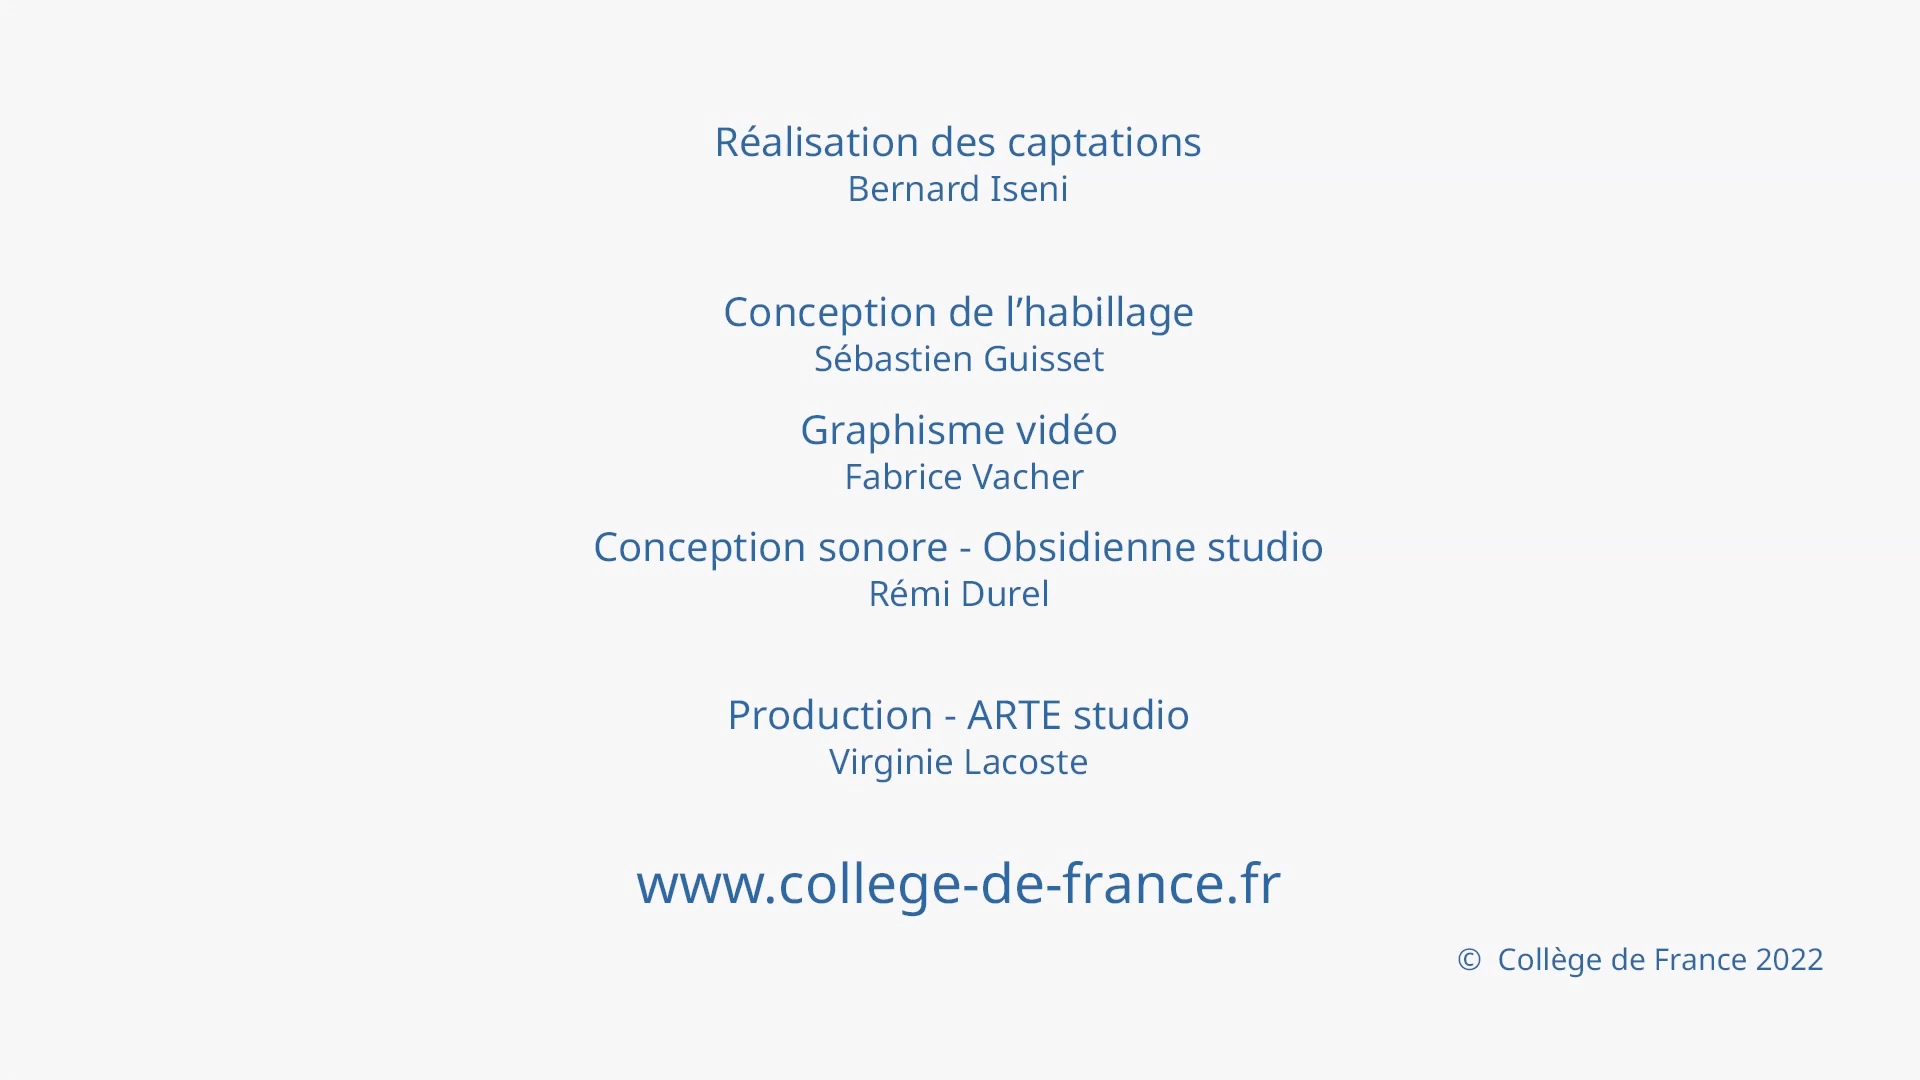 Réalisation des captations
Bernard Iseni
Conception de l’habillage
Sébastien Guisset
Graphisme vidéo
Fabrice Vacher
Conception sonore - Obsidienne studio
Rémi Durel
Production - ARTE studio
Virginie Lacoste
www.college-de-france.fr
© Collège de France 2022